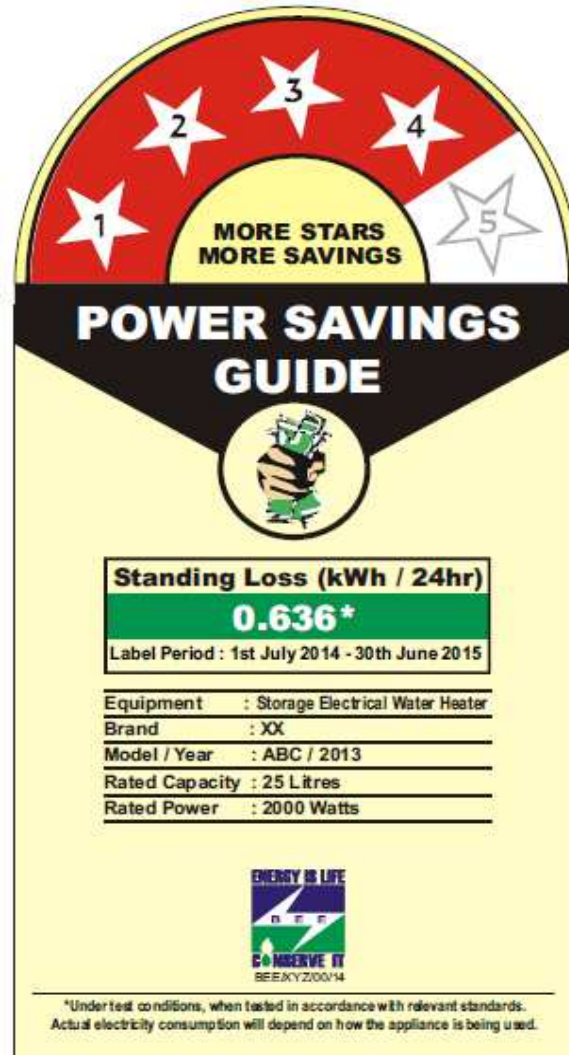 1
2
3
4
5
MORE STARS
MORE SAVINGS
POWER SAVINGS
GUIDE
Standing Loss (kWh / 24hr)
0.636*
Label Period : 1st July 2014 - 30th June 2015
Equipment : Storage Electrical Water Heater
Brand : XX
Model / Year : ABC / 2013
Rated Capacity : 25 Litres
Rated Power : 2000 Watts
ENERGY IS LIFE
B E E
CONSERVE IT
BEE/XYZ/00/14
*Under test conditions, when tested in accordance with relevant standards.
Actual electricity consumption will depend on how the appliance is being used.